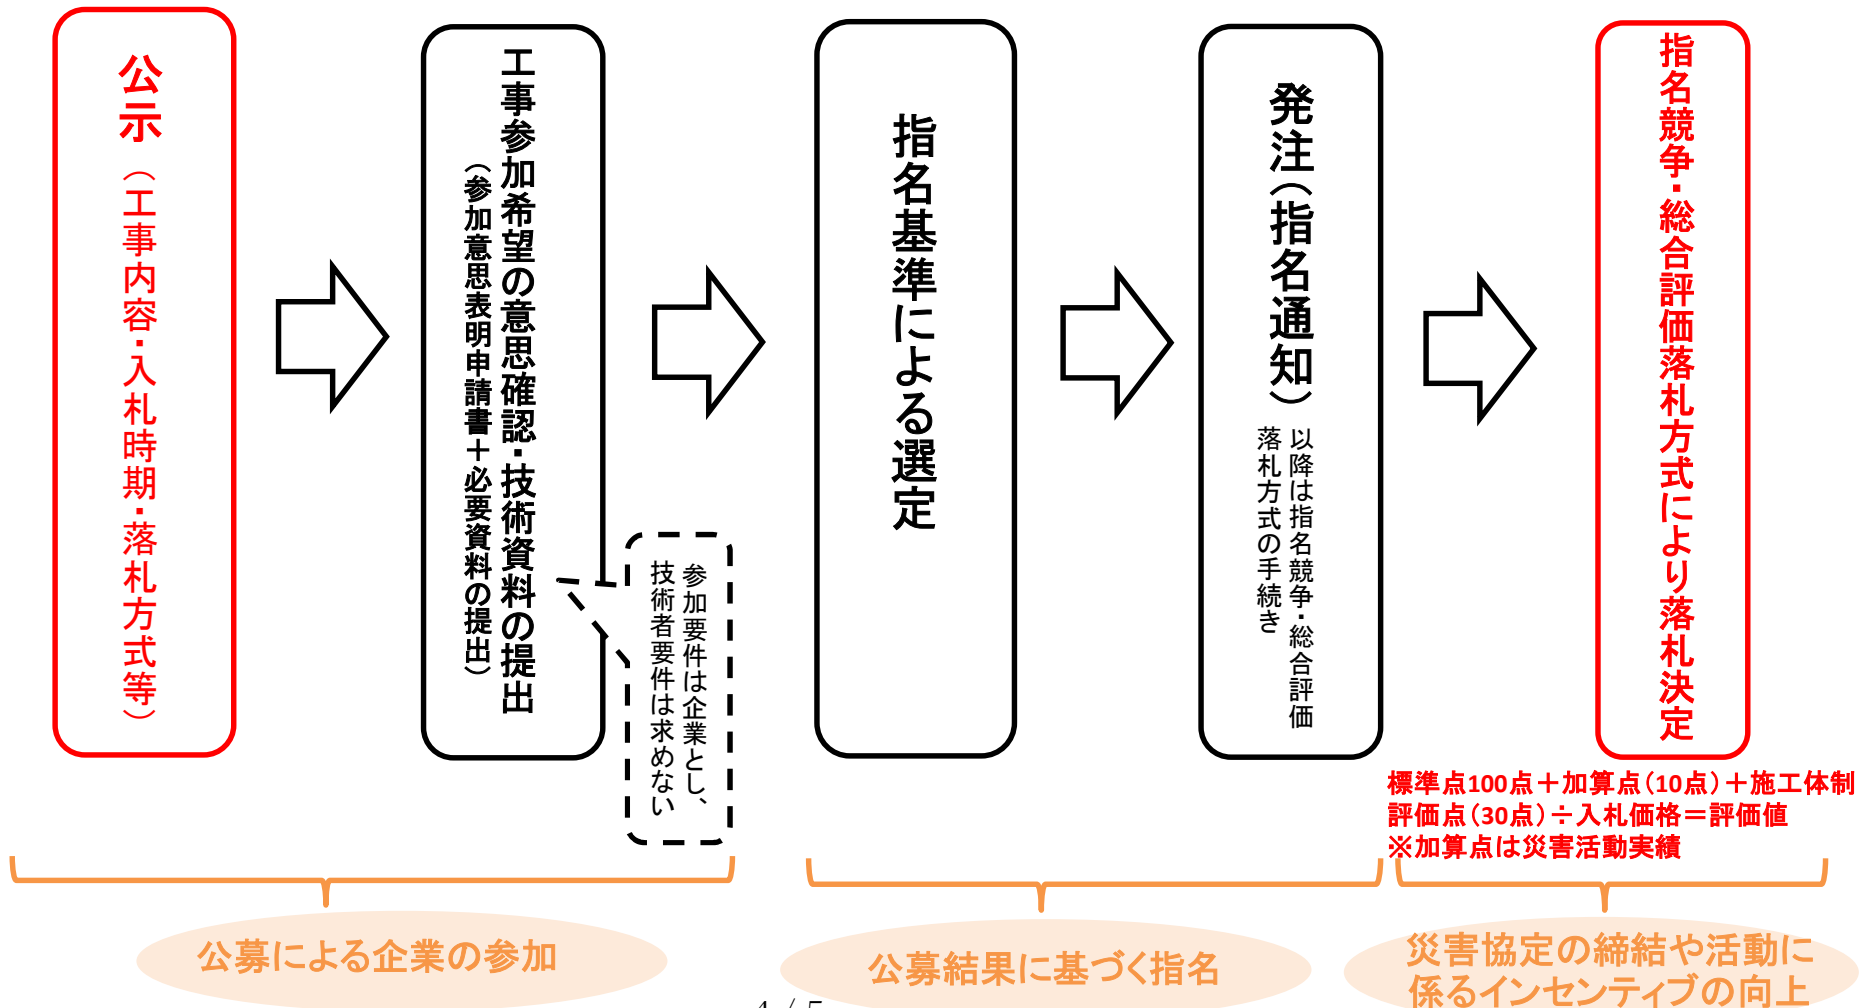 公示（工事内容・入札時期・落札方式等）
工事参加希望の意思確認・技術資料の提出
（参加意思表明申請書＋必要資料の提出）
参加要件は企業とし、
技術者要件は求めない
指名基準による選定
発注（指名通知）
以降は指名競争・総合評価
落札方式の手続き
指名競争・総合評価落札方式により落札決定
標準点100点＋加算点（10点）＋施工体制
評価点（30点）÷入札価格＝評価値
※加算点は災害活動実績
公募による企業の参加
公募結果に基づく指名
災害協定の締結や活動に
係るインセンティブの向上
4 / 5